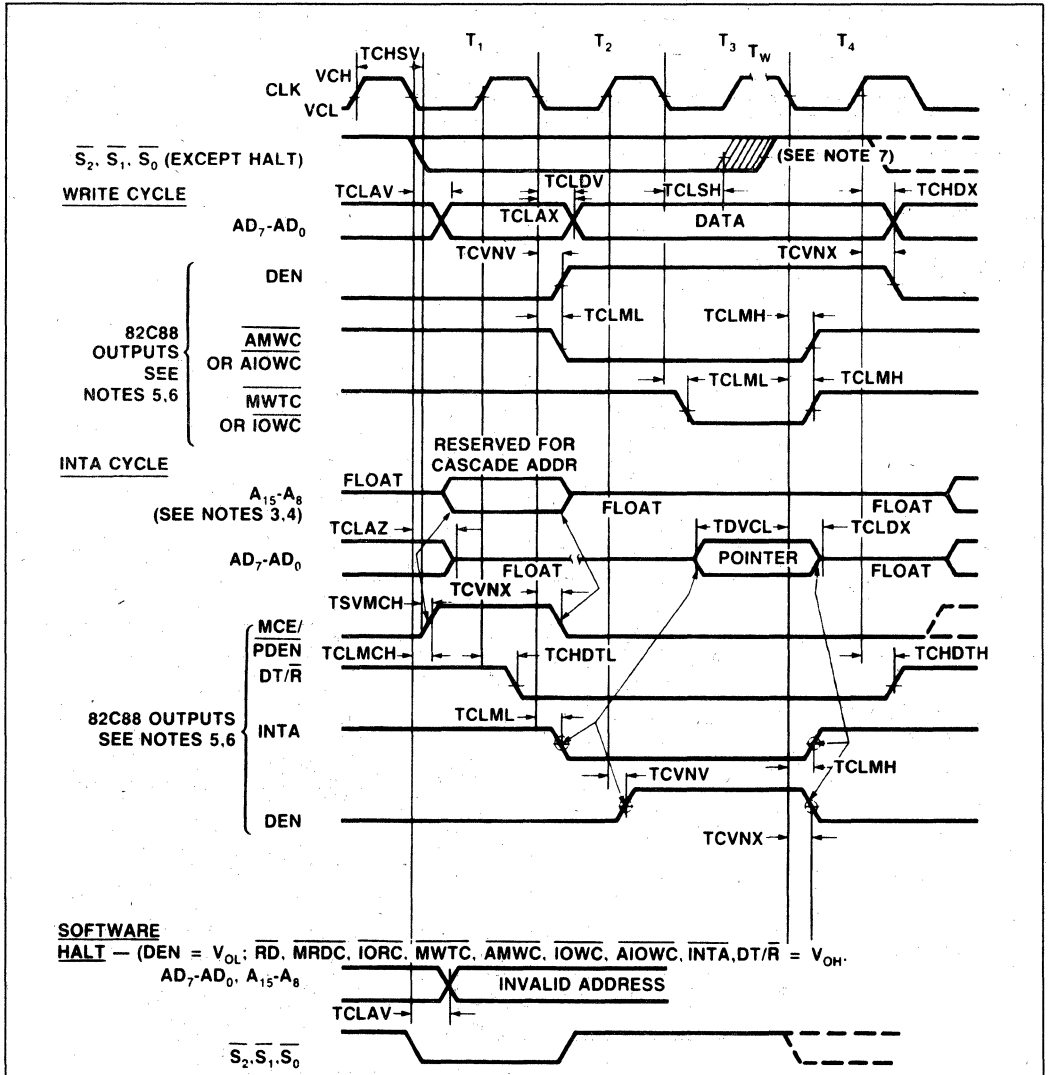 T1 T2 T3 TW T4
TCHSV
VCH
CLK
VCL
S2, S1, S0 (EXCEPT HALT)
(SEE NOTE 7)
WRITE CYCLE
TCLAV
TCLDV
TCLSH
TCHDX
AD7-AD0
TCLAX
DATA
TCVNV
TCVNX
DEN
TCLML
TCLMH
82C88
OUTPUTS
SEE
NOTES 5,6
AMWC
OR AIOWC
TCLML
TCLMH
MWTC
OR IOWC
INTA CYCLE
RESERVED FOR
CASCADE ADDR
FLOAT
A15-A8
(SEE NOTES 3,4)
FLOAT
FLOAT
TCLAZ
TDVCL
TCLDX
AD7-AD0
FLOAT
POINTER
FLOAT
TCVNX
TSVMCH
MCE/
PDEN
TCLMCH
TCHDTL
TCHDTH
DT/R
82C88 OUTPUTS
SEE NOTES 5,6
TCLML
INTA
TCLMH
TCVNV
DEN
TCVNX
SOFTWARE
HALT — (DEN = VOL; RD, MRDC, IORC, MWTC, AMWC, IOWC, AIOWC, INTA,DT/R = VOH.
AD7-AD0, A15-A8
INVALID ADDRESS
TCLAV
S2,S1,S0